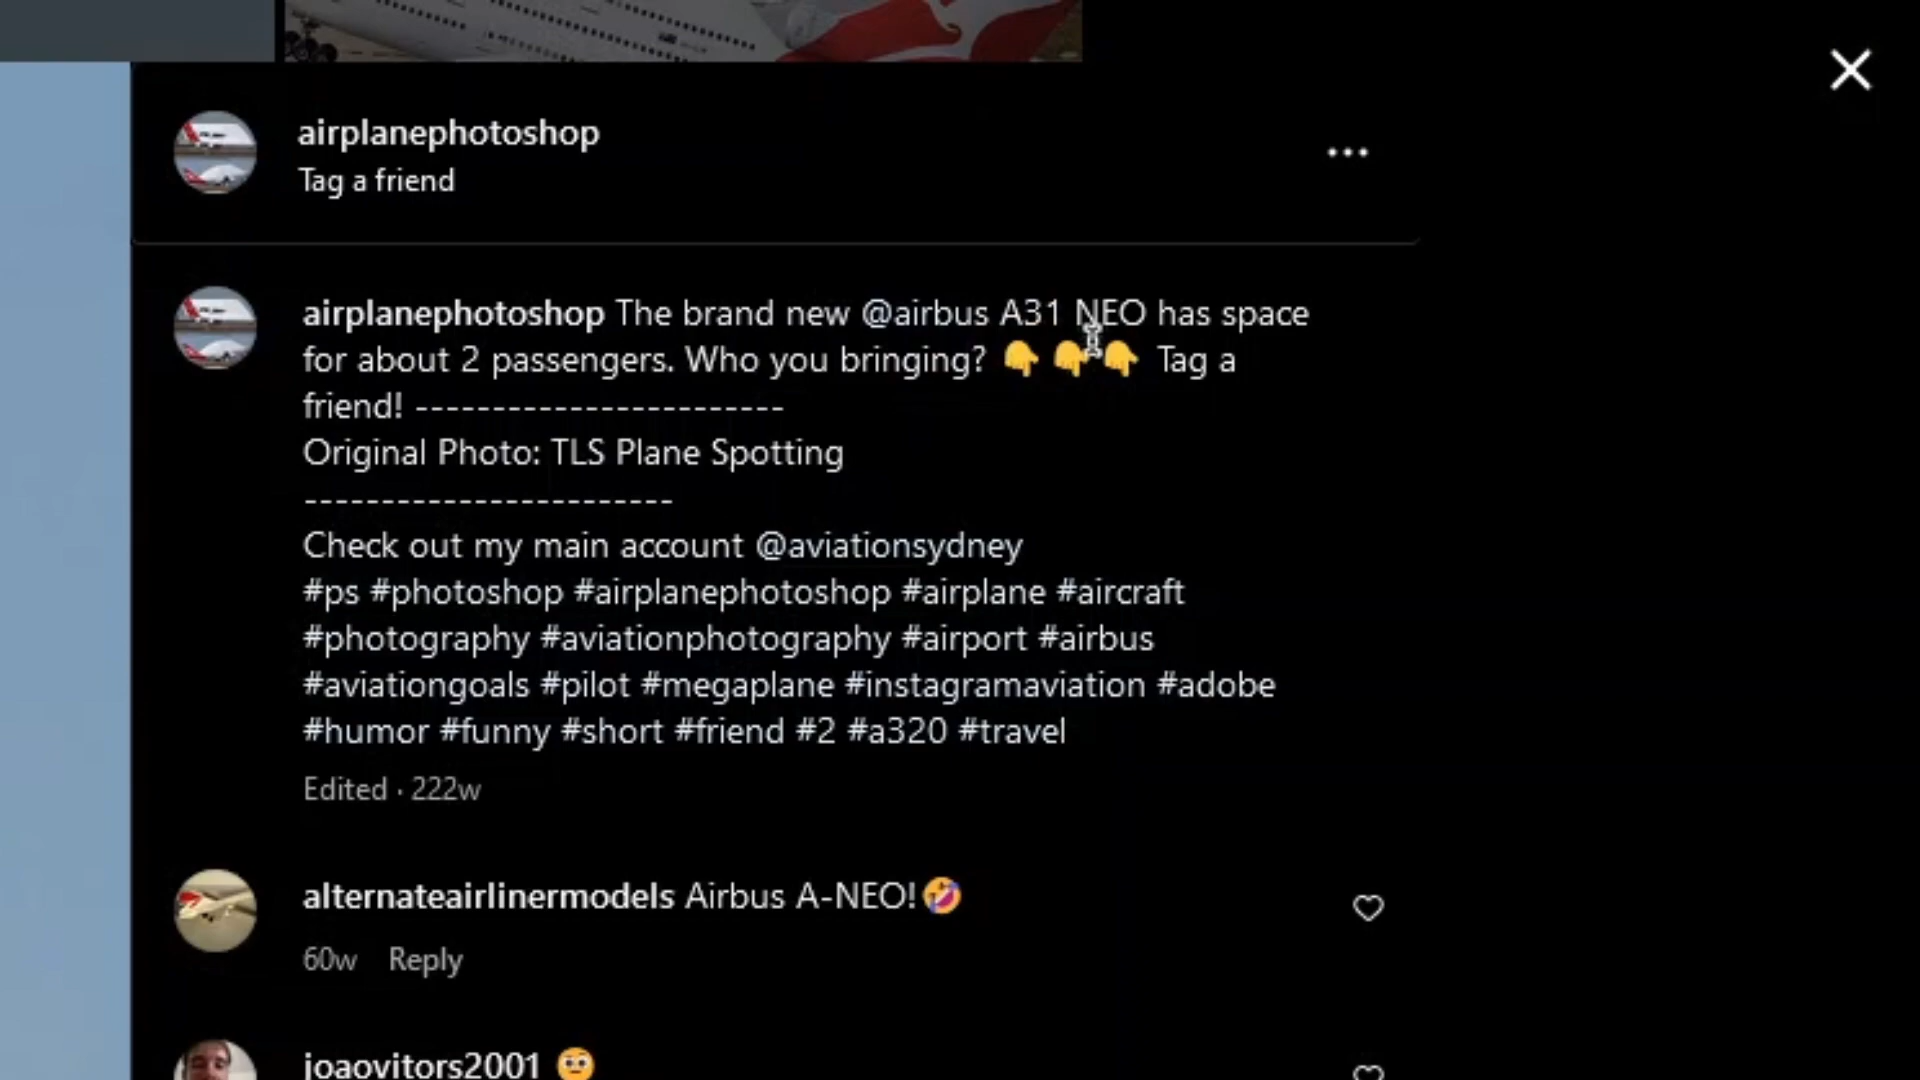 airplanephotoshop
Tag a friend
airplanephotoshop The brand new @airbus A31 NEO has space
for about 2 passengers. Who you bringing? 👇 👇👇 Tag a
friend! ------------------------
Original Photo: TLS Plane Spotting
------------------------
Check out my main account @aviationsydney
#ps #photoshop #airplanephotoshop #airplane #aircraft
#photography #aviationphotography #airport #airbus
#aviationgoals #pilot #megaplane #instagramaviation #adobe
#humor #funny #short #friend #2 #a320 #travel
Edited · 222w
alternateairlinermodels Airbus A-NEO!🤣
60w Reply
joaovitors2001 🥺